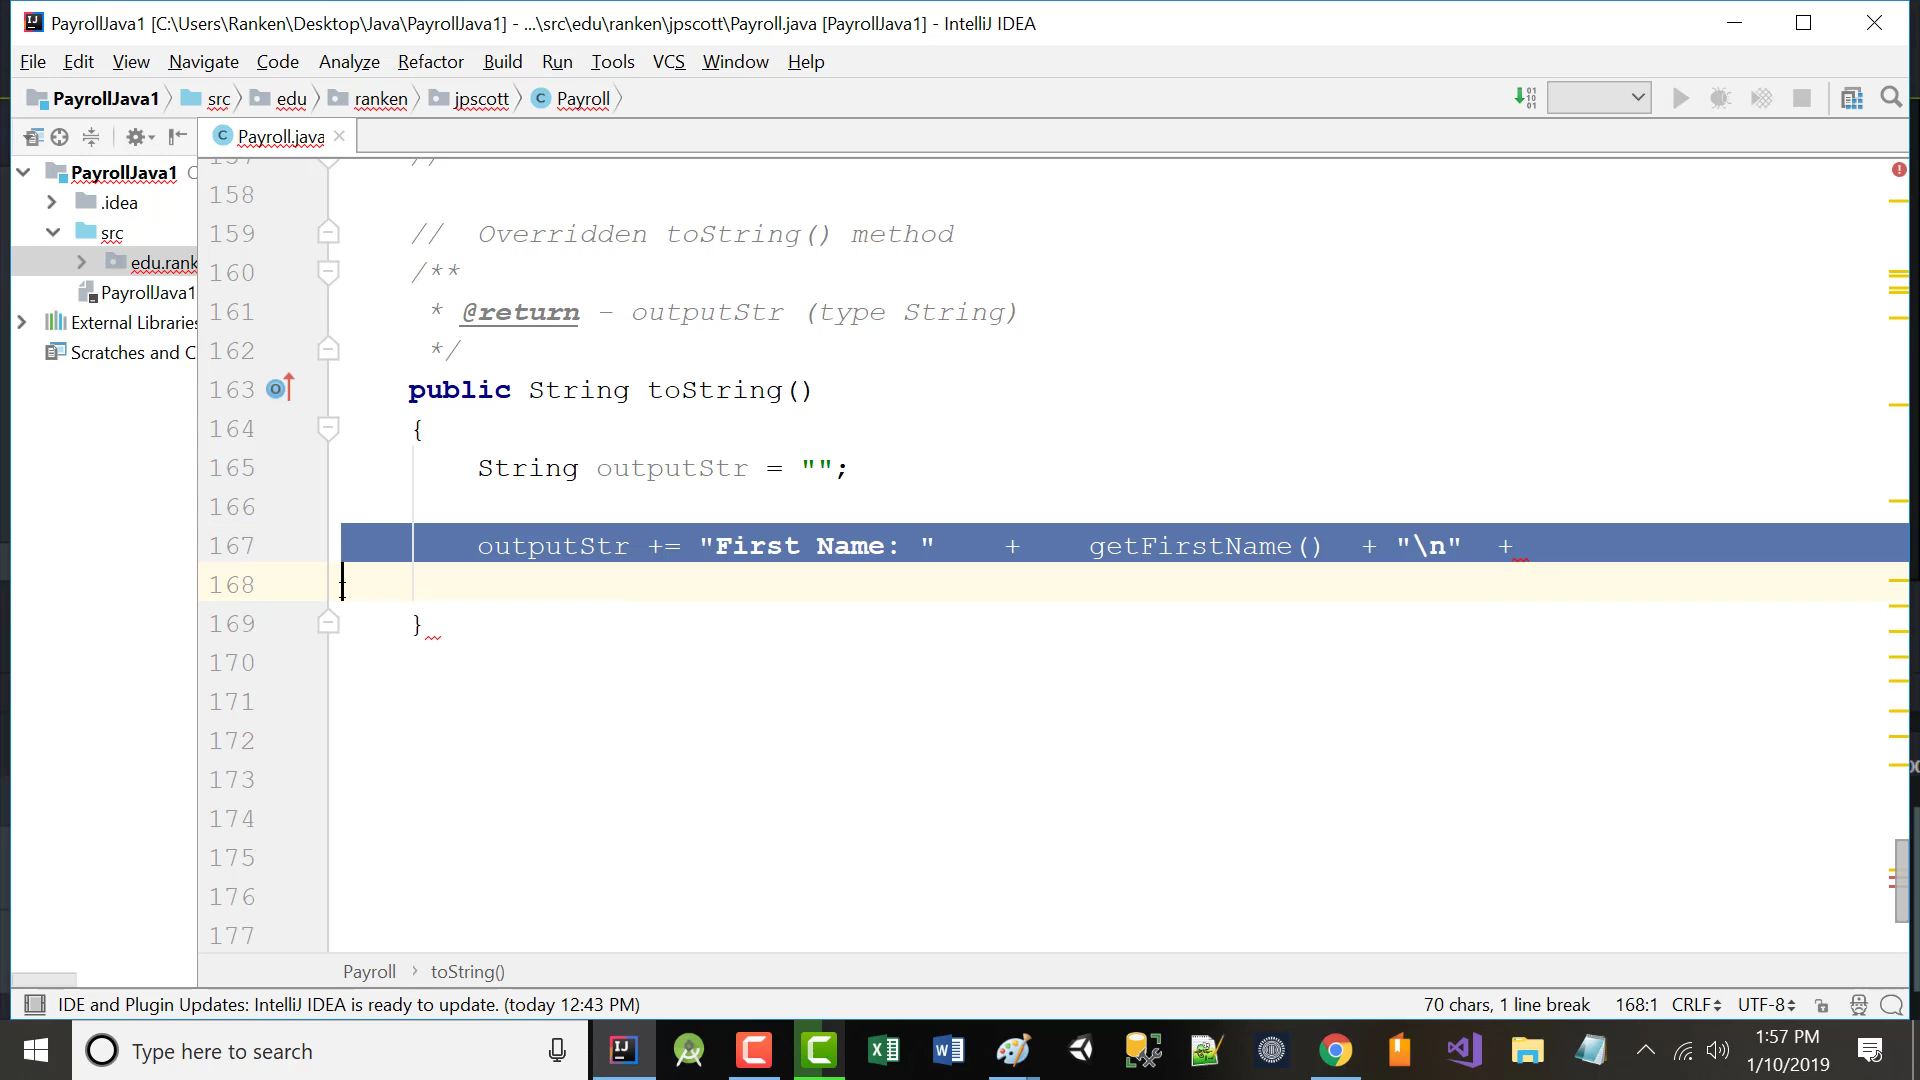 PayrollJava1 [C:\Users\Ranken\Desktop\Java\PayrollJava1] - ...\src\edu\ranken\jpscott\Payroll.java [PayrollJava1] - IntelliJ IDEA
File Edit View Navigate Code Analyze Refactor Build Run Tools VCS Window Help
PayrollJava1 src edu ranken jpscott Payroll
Payroll.java
PayrollJava1
.idea
src
edu.rank
PayrollJava1
External Libraries
Scratches and C
158
159 // Overridden toString() method
160 /**
161 * @return - outputStr (type String)
162 */
163 public String toString()
164 {
165 String outputStr = "";
166
167 outputStr += "First Name: " + getFirstName() + "\n" +
168
169 }
170
171
172
173
174
175
176
177
Payroll › toString()
IDE and Plugin Updates: IntelliJ IDEA is ready to update. (today 12:43 PM) 70 chars, 1 line break 168:1 CRLF UTF-8
Type here to search
1:57 PM
1/10/2019